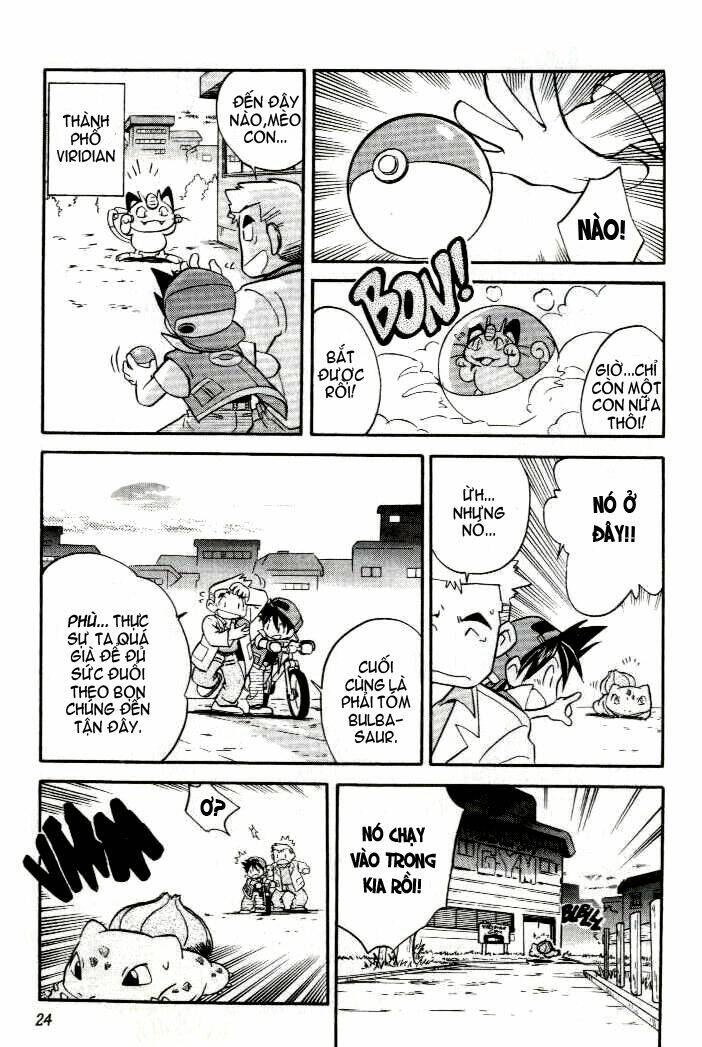 THÀNH
PHỐ
VIRIDIAN
ĐẾN ĐÂY
NÀO,MÈO
CON...
NÀO!
BON!
BẮT
ĐƯỢC
RỒI!
GIỜ...CHỈ
CÒN MỘT
CON NỮA
THÔI!
PHÙ... THỰC
SỰ TA QUÁ
GIÀ ĐỂ ĐỦ
SỨC ĐUỔI
THEO BỌN
CHÚNG ĐẾN
TẬN ĐÂY.
CUỐI
CÙNG LÀ
PHẢI TÓM
BULBA-
SAUR.
ỪH...
NHƯNG
NÓ...
NÓ Ở
ĐÂY!!
Ơ?
NÓ CHẠY
VÀO TRONG
KIA RỒI!
GYM
24